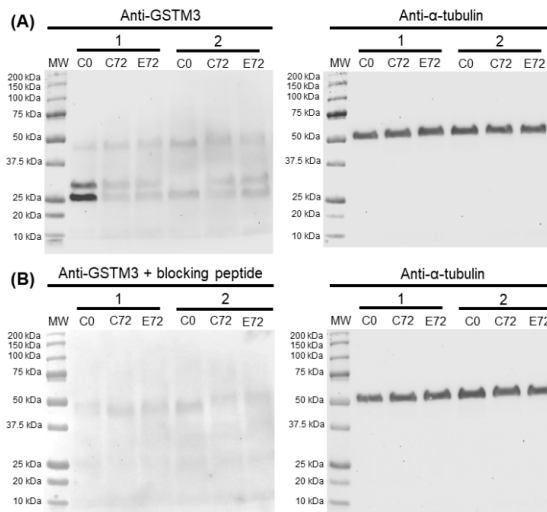 (A)
Anti-GSTM3
Anti-α-tubulin
1 2
1 2
MW C0 C72 E72 C0 C72 E72
MW C0 C72 E72 C0 C72 E72
200 kDa
150 kDa
100 kDa
75 kDa
50 kDa
37.5 kDa
25 kDa
20 kDa
10 kDa
200 kDa
150 kDa
100 kDa
75 kDa
50 kDa
37.5 kDa
25 kDa
20 kDa
10 kDa
(B)
Anti-GSTM3 + blocking peptide
Anti-α-tubulin
1 2
1 2
MW C0 C72 E72 C0 C72 E72
MW C0 C72 E72 C0 C72 E72
200 kDa
150 kDa
100 kDa
75 kDa
50 kDa
37.5 kDa
25 kDa
20 kDa
10 kDa
200 kDa
150 kDa
100 kDa
75 kDa
50 kDa
37.5 kDa
25 kDa
20 kDa
10 kDa